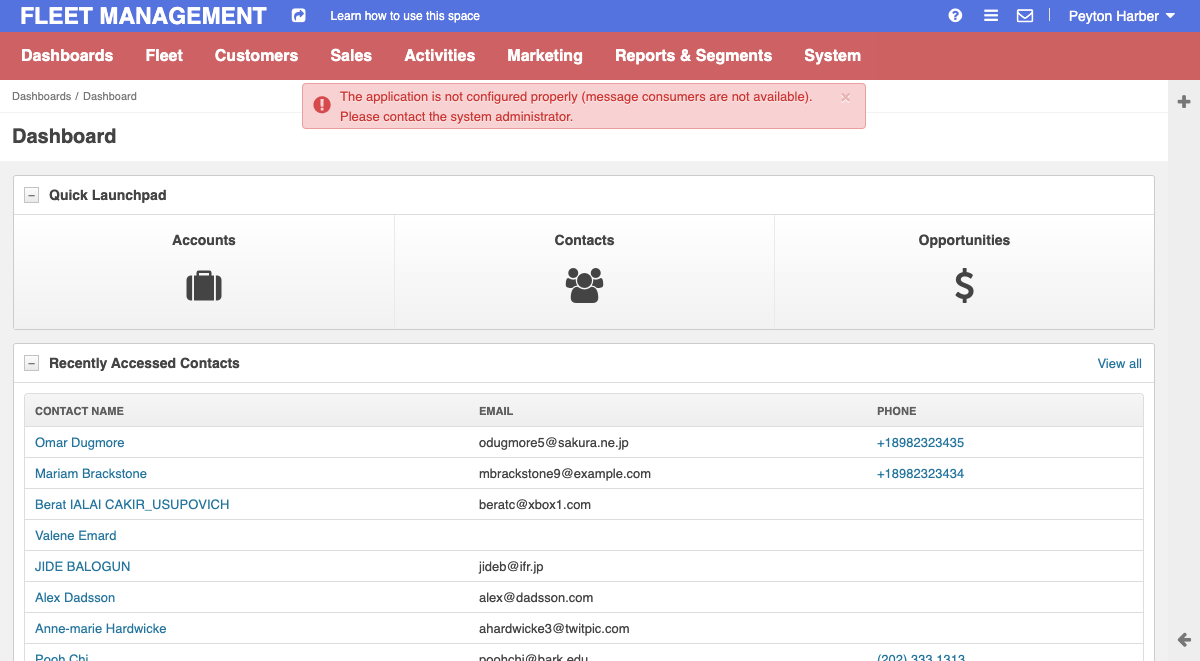 FLEET MANAGEMENT
Learn how to use this space
Peyton Harber
Dashboards Fleet Customers Sales Activities Marketing Reports & Segments System
Dashboards / Dashboard
The application is not configured properly (message consumers are not available).
Please contact the system administrator.
Dashboard
Quick Launchpad
Accounts Contacts Opportunities
Recently Accessed Contacts View all
CONTACT NAME EMAIL PHONE
Omar Dugmore odugmore5@sakura.ne.jp +18982323435
Mariam Brackstone mbrackstone9@example.com +18982323434
Berat IALAI CAKIR_USUPOVICH beratc@xbox1.com
Valene Emard
JIDE BALOGUN jideb@ifr.jp
Alex Dadsson alex@dadsson.com
Anne-marie Hardwicke ahardwicke3@twitpic.com
Pooh Chi poohchi@bark.edu (202) 333 1313